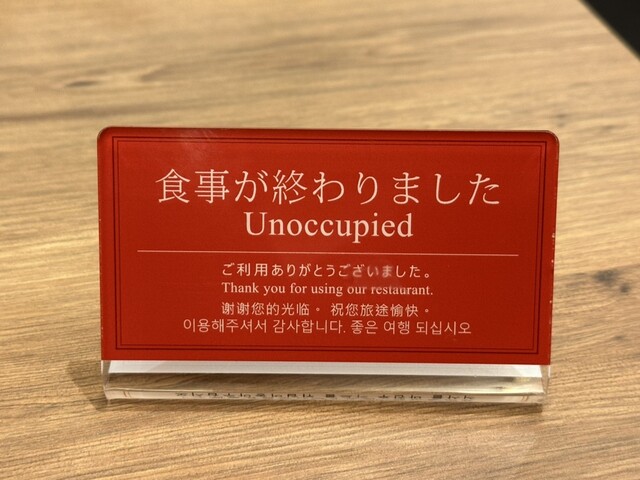 食事が終わりました
Unoccupied
ご利用ありがとうございました。
Thank you for using our restaurant.
谢谢您的光临。祝您旅途愉快。
이용해주셔서 감사합니다. 좋은 여행 되십시오